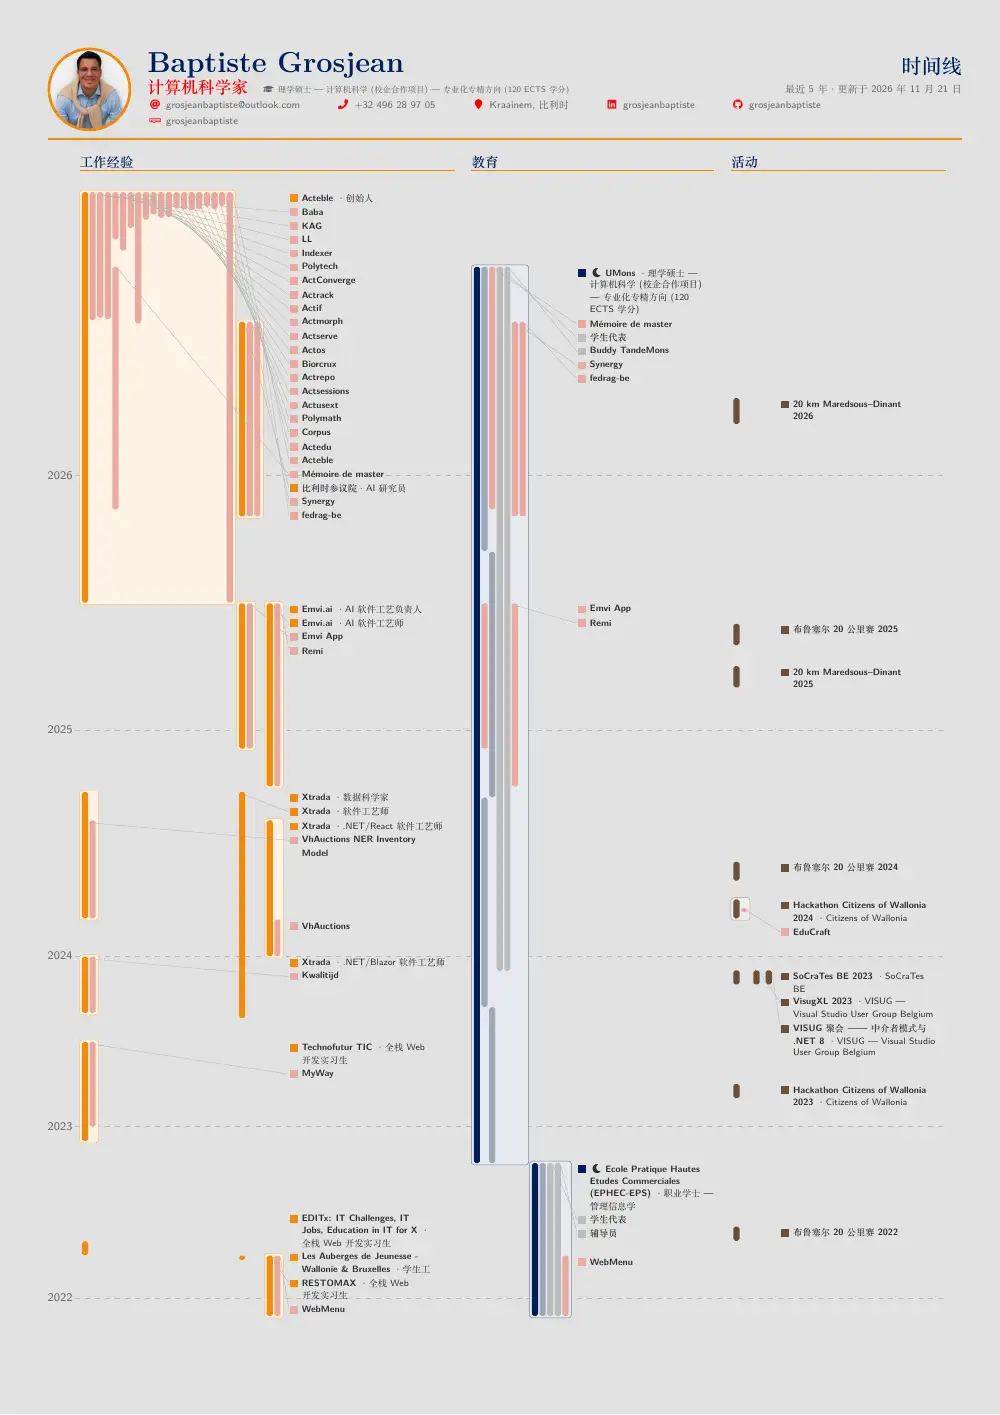 Baptiste Grosjean
时间线
计算机科学家 理学硕士 — 计算机科学 (校企合作项目) — 专业化专精方向 (120 ECTS 学分)
最近 5 年 · 更新于 2026 年 11 月 21 日
grosjeanbaptiste@outlook.com +32 496 28 97 05 Kraainem, 比利时 grosjeanbaptiste grosjeanbaptiste
grosjeanbaptiste
工作经验
Acteble · 创始人
Baba
KAG
LL
Indexer
Polytech
ActConverge
Actrack
Actif
Actmorph
Actserve
Actos
Biorcrux
Actrepo
Actsessions
Actusext
Polymath
Corpus
Actedu
Acteble
Mémoire de master
2026
比利时参议院 · AI 研究员
Synergy
fedrag-be
Emvi.ai · AI 软件工艺负责人
Emvi.ai · AI 软件工艺师
Emvi App
Remi
2025
Xtrada · 数据科学家
Xtrada · 软件工艺师
Xtrada · .NET/React 软件工艺师
VhAuctions NER Inventory
Model
VhAuctions
2024
Xtrada · .NET/Blazor 软件工艺师
Kwalitijd
Technofutur TIC · 全栈 Web
开发实习生
MyWay
2023
EDITx: IT Challenges, IT
Jobs, Education in IT for X ·
全栈 Web 开发实习生
Les Auberges de Jeunesse -
Wallonie & Bruxelles · 学生工
RESTOMAX · 全栈 Web
开发实习生
2022
WebMenu
教育
UMons · 理学硕士 —
计算机科学 (校企合作项目)
— 专业化专精方向 (120
ECTS 学分)
Mémoire de master
学生代表
Buddy TandeMons
Synergy
fedrag-be
Emvi App
Remi
Ecole Pratique Hautes
Etudes Commerciales
(EPHEC-EPS) · 职业学士 —
管理信息学
学生代表
辅导员
WebMenu
活动
20 km Maredsous–Dinant
2026
布鲁塞尔 20 公里赛 2025
20 km Maredsous–Dinant
2025
布鲁塞尔 20 公里赛 2024
Hackathon Citizens of Wallonia
2024 · Citizens of Wallonia
EduCraft
SoCraTes BE 2023 · SoCraTes
BE
VisugXL 2023 · VISUG —
Visual Studio User Group Belgium
VISUG 聚会 —— 中介者模式与
.NET 8 · VISUG — Visual Studio
User Group Belgium
Hackathon Citizens of Wallonia
2023 · Citizens of Wallonia
布鲁塞尔 20 公里赛 2022